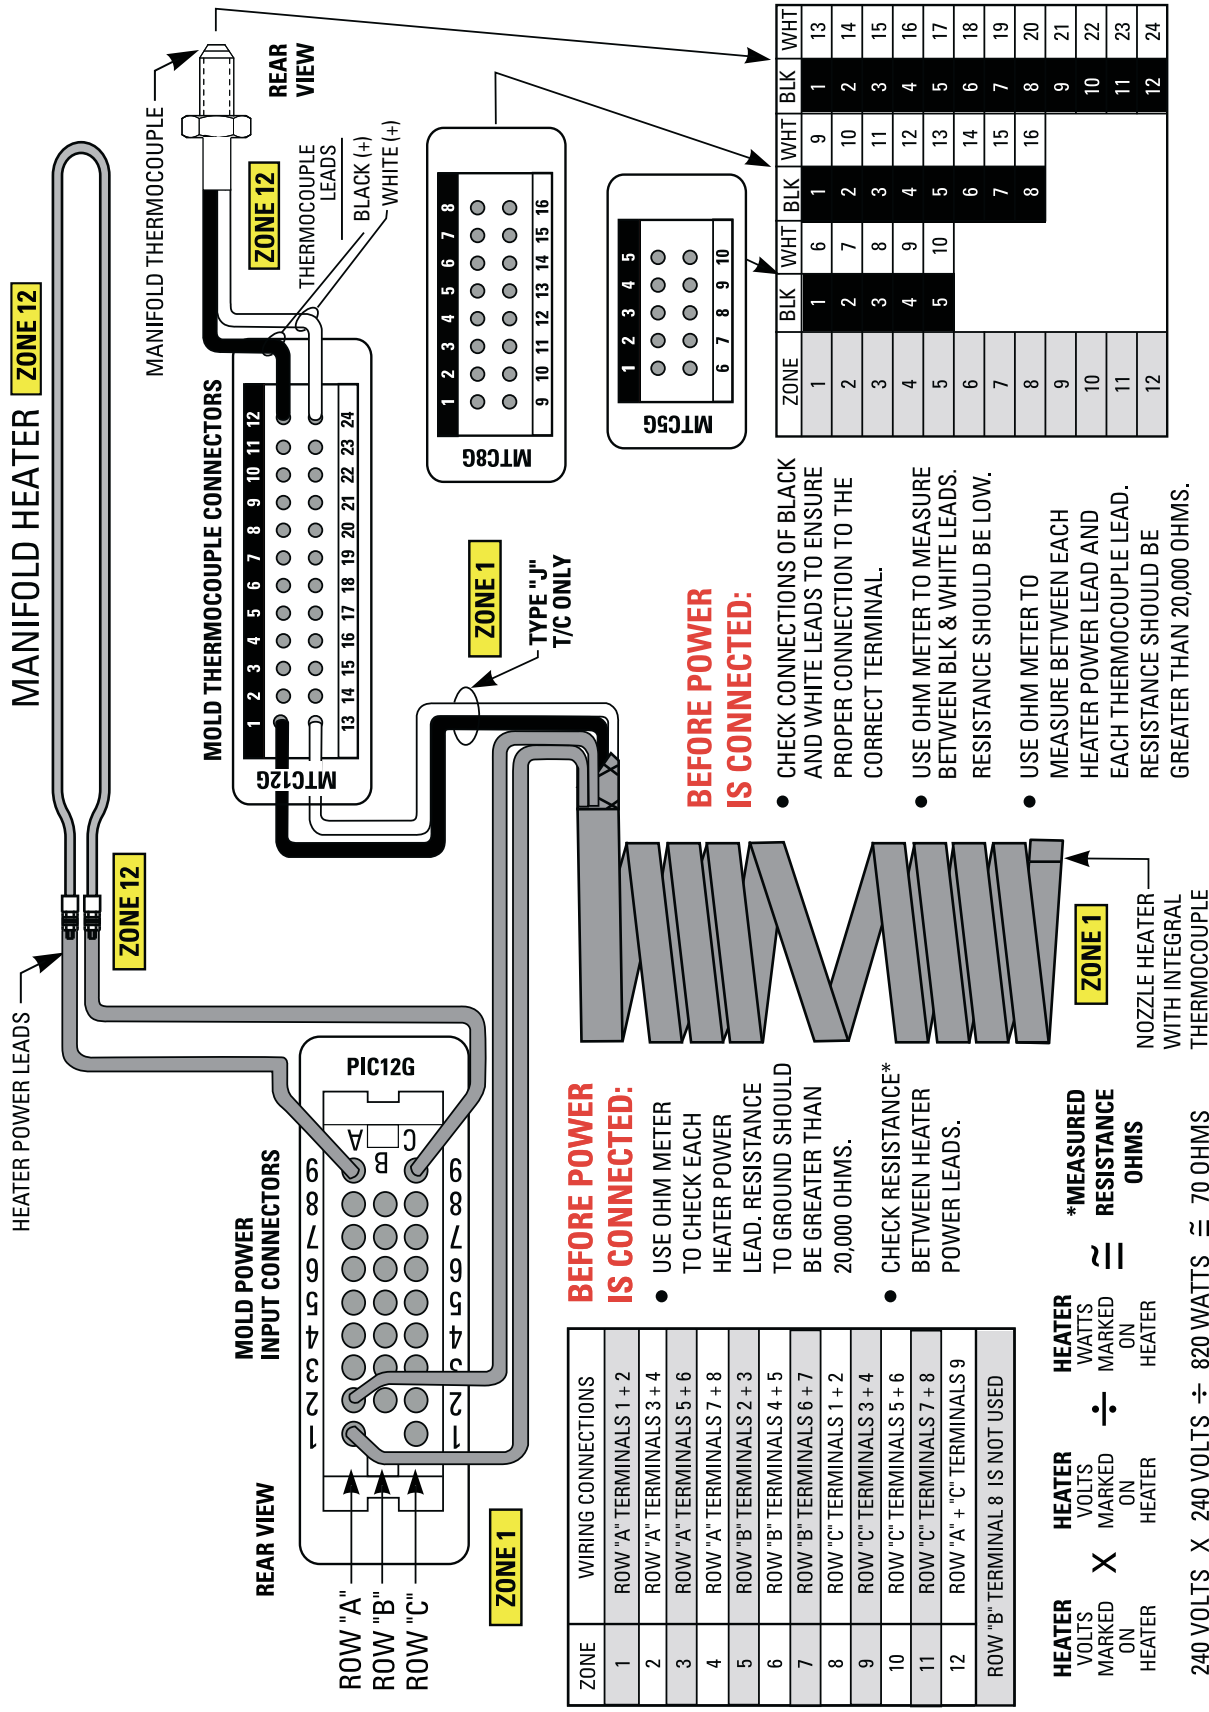 MANIFOLD HEATER ZONE 12
HEATER POWER LEADS
ZONE 12
MANIFOLD THERMOCOUPLE
REAR
VIEW
ZONE 12
THERMOCOUPLE
LEADS
BLACK (+)
WHITE (+)
MOLD THERMOCOUPLE CONNECTORS
1 2 3 4 5 6 7 8 9 10 11 12
13 14 15 16 17 18 19 20 21 22 23 24
MTC12G
1 2 3 4 5 6 7 8
9 10 11 12 13 14 15 16
MTC8G
1 2 3 4 5
6 7 8 9 10
MTC5G
ZONE 1
TYPE "J"
T/C ONLY
REAR VIEW
MOLD POWER
INPUT CONNECTORS
PIC12G
1 2 3 4 5 6 7 8 9
A
B
C
1 2 3 4 5 6 7 8 9
ROW "A"
ROW "B"
ROW "C"
ZONE 1
ZONE 1
NOZZLE HEATER
WITH INTEGRAL
THERMOCOUPLE
ZONE WIRING CONNECTIONS
1 ROW "A" TERMINALS 1 + 2
2 ROW "A" TERMINALS 3 + 4
3 ROW "A" TERMINALS 5 + 6
4 ROW "A" TERMINALS 7 + 8
5 ROW "B" TERMINALS 2 + 3
6 ROW "B" TERMINALS 4 + 5
7 ROW "B" TERMINALS 6 + 7
8 ROW "C" TERMINALS 1 + 2
9 ROW "C" TERMINALS 3 + 4
10 ROW "C" TERMINALS 5 + 6
11 ROW "C" TERMINALS 7 + 8
12 ROW "A" + "C" TERMINALS 9
ROW "B" TERMINAL 8 IS NOT USED
BEFORE POWER
IS CONNECTED:
• USE OHM METER
TO CHECK EACH
HEATER POWER
LEAD. RESISTANCE
TO GROUND SHOULD
BE GREATER THAN
20,000 OHMS.
• CHECK RESISTANCE*
BETWEEN HEATER
POWER LEADS.
BEFORE POWER
IS CONNECTED:
• CHECK CONNECTIONS OF BLACK
AND WHITE LEADS TO ENSURE
PROPER CONNECTION TO THE
CORRECT TERMINAL.
• USE OHM METER TO MEASURE
BETWEEN BLK & WHITE LEADS.
RESISTANCE SHOULD BE LOW.
• USE OHM METER TO
MEASURE BETWEEN EACH
HEATER POWER LEAD AND
EACH THERMOCOUPLE LEAD.
RESISTANCE SHOULD BE
GREATER THAN 20,000 OHMS.
ZONE BLK WHT BLK WHT BLK WHT
1 1 6 1 9 1 13
2 2 7 2 10 2 14
3 3 8 3 11 3 15
4 4 9 4 12 4 16
5 5 10 5 13 5 17
6 6 14 6 18
7 7 15 7 19
8 8 16 8 20
9 9 21
10 10 22
11 11 23
12 12 24
HEATER
VOLTS
MARKED
ON
HEATER
X
HEATER
VOLTS
MARKED
ON
HEATER
÷
HEATER
WATTS
MARKED
ON
HEATER
≅
*MEASURED
RESISTANCE
OHMS
240 VOLTS X 240 VOLTS ÷ 820 WATTS ≅ 70 OHMS